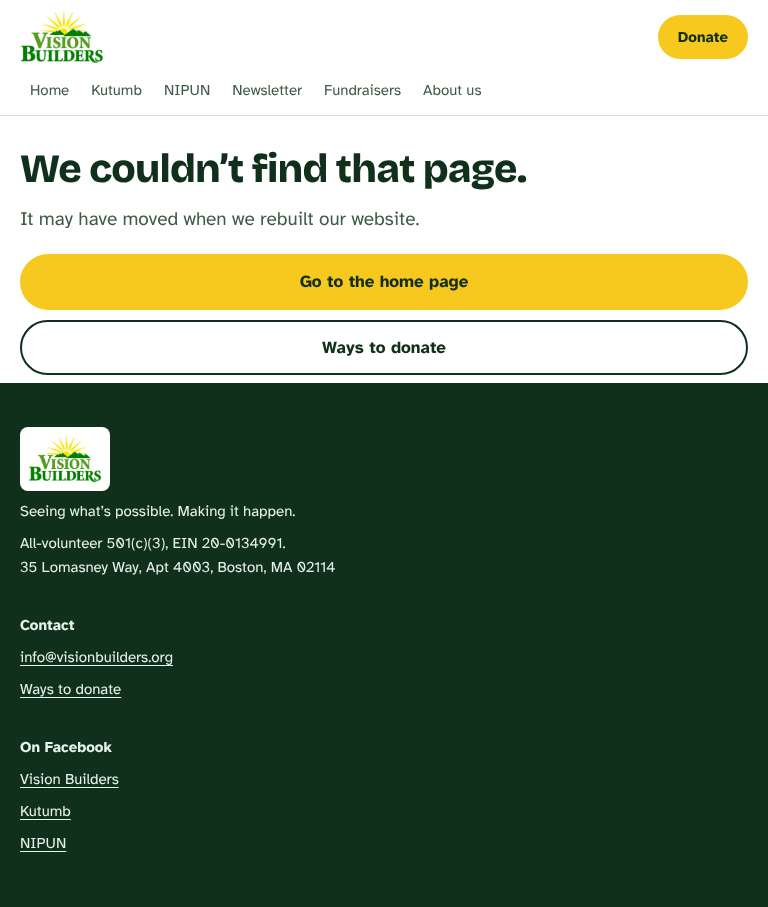 VISION
BUILDERS
Donate
Home Kutumb NIPUN Newsletter Fundraisers About us
We couldn’t find that page.
It may have moved when we rebuilt our website.
Go to the home page
Ways to donate
VISION
BUILDERS
Seeing what’s possible. Making it happen.
All-volunteer 501(c)(3), EIN 20-0134991.
35 Lomasney Way, Apt 4003, Boston, MA 02114
Contact
info@visionbuilders.org
Ways to donate
On Facebook
Vision Builders
Kutumb
NIPUN